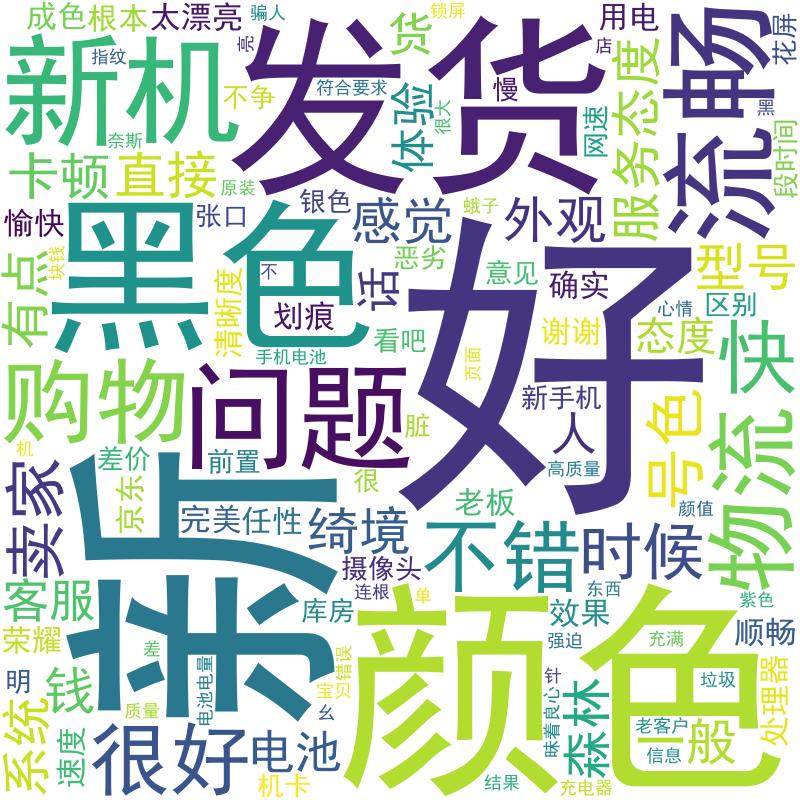 成色
根本
太漂亮
骗人
锁屏
用电
花屏
亮
货
店
发货
流畅
新机
指纹
不争
符合要求
慢
很大
体验
网速
服务态度
黑
奈斯
卡顿
直接
原装
段时间
愉快
张口
银色
感觉
蛾子
外观
黑色
好
块钱
不
恶劣
意见
确实
型号
有点
清晰度
划痕
话
心情
区别
看吧
谢谢
态度
快
手机电池
页面
购物
问题
新手机
人
脏
号色
物流
机
差价
前置
很
高质量
京东
老板
颜值
卖家
新
完美任性
绮境
不错
时候
摄像头
客服
库房
连根
单
效果
东西
紫色
荣耀
差
错误
颜色
强迫
充满
顺畅
明
钱
宝贝
垃圾
处理器
系统
质量
电池电量
幺
昧着良心
针
森林
老客户
一般
速度
很好
电池
信息
机卡
结果
充电器